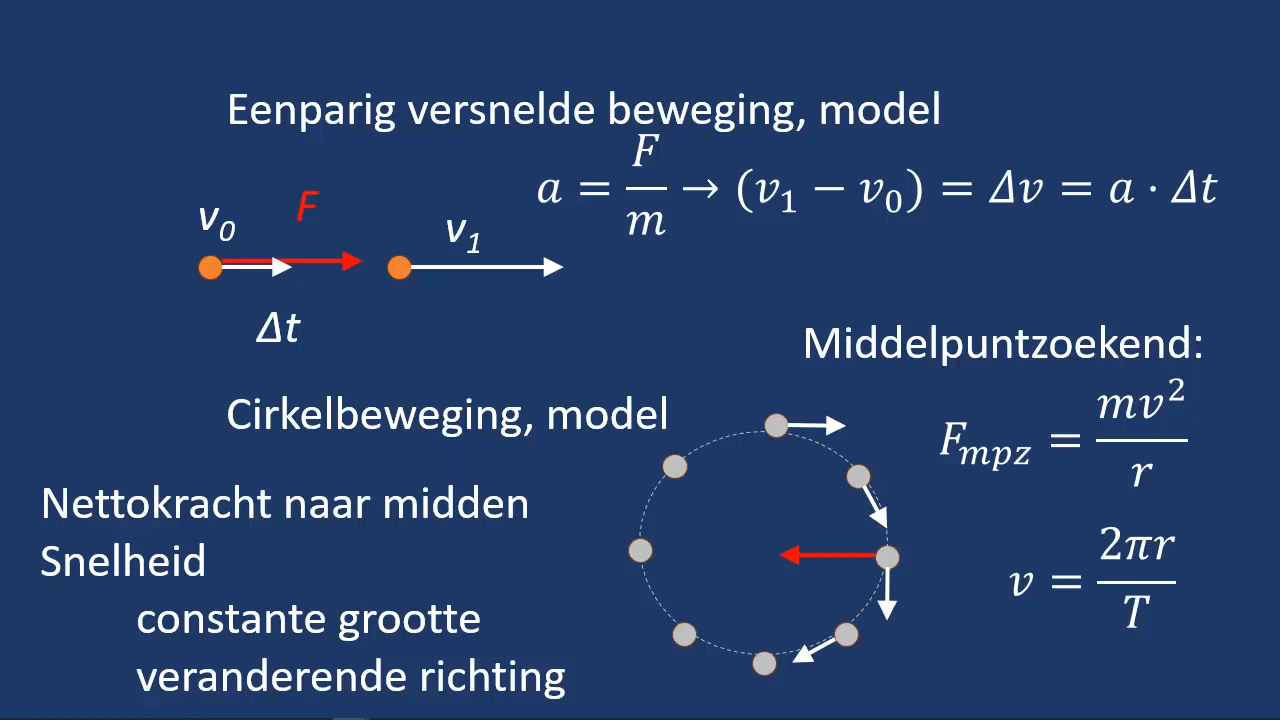 Eenparig versnelde beweging, model
a = F/m → (v₁ − v₀) = Δv = a · Δt
v₀
F
v₁
Δt
Middelpuntzoekend:
Cirkelbeweging, model
F_mpz = mv²/r
Nettokracht naar midden
Snelheid
v = 2πr/T
constante grootte
veranderende richting